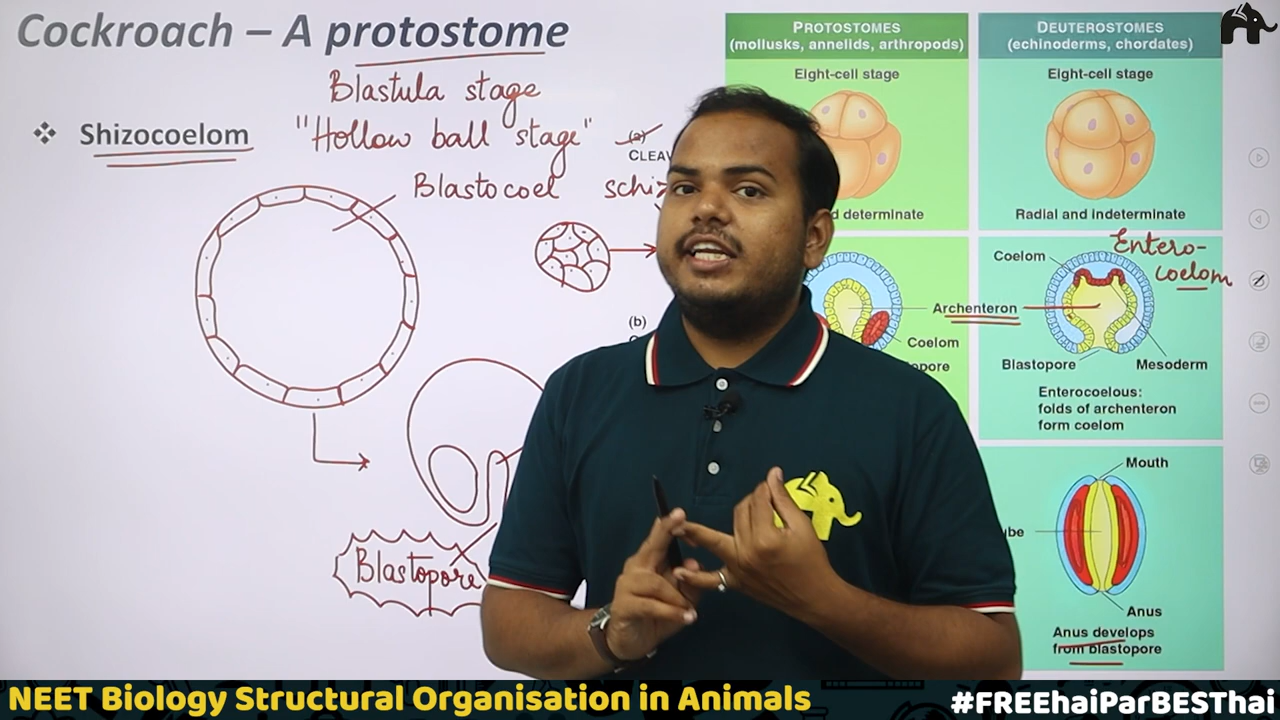 Cockroach – A protostome
Blastula stage
❖ Shizocoelom
"Hollow ball stage"
(a)
CLEAV
Blastocoel
schiz
(b)
Blastopore
PROTOSTOMES
(mollusks, annelids, arthropods)
Eight-cell stage
d determinate
Archenteron
Coelom
opore
DEUTEROSTOMES
(echinoderms, chordates)
Eight-cell stage
Radial and indeterminate
Entero-
coelom
Coelom
Blastopore
Mesoderm
Enterocoelous:
folds of archenteron
form coelom
Mouth
be
Anus
Anus develops
from blastopore
NEET Biology Structural Organisation in Animals
#FREEhaiParBESThai